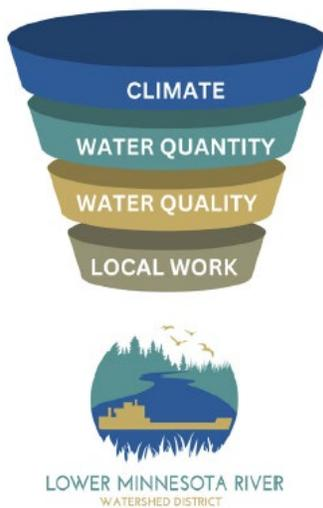 CLIMATE
WATER QUANTITY
WATER QUALITY
LOCAL WORK
LOWER MINNESOTA RIVER
WATERSHED DISTRICT